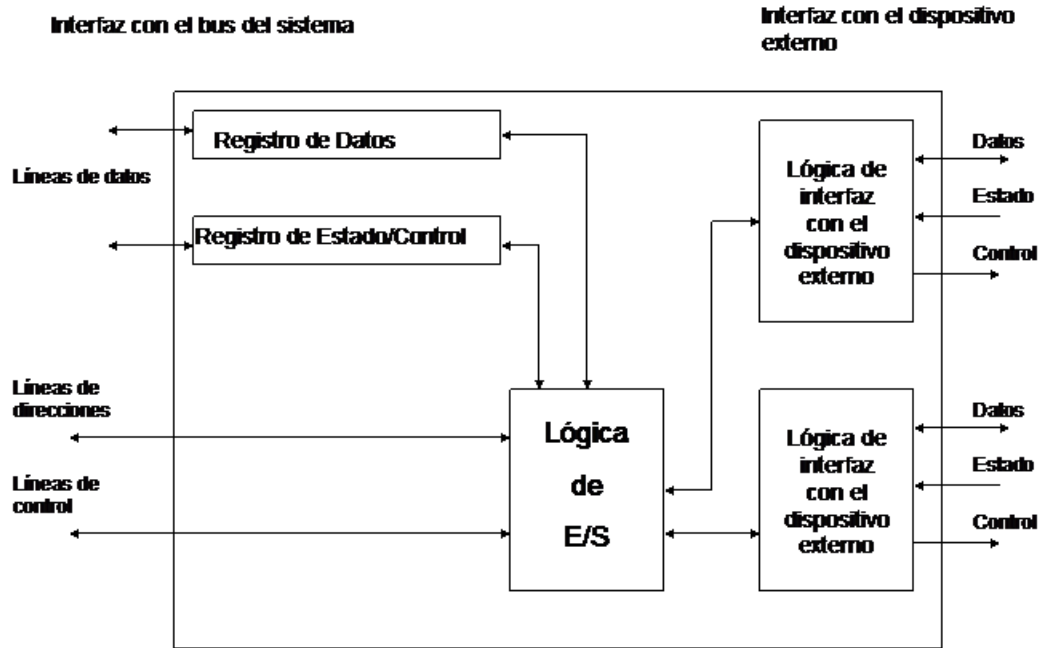 Interfaz con el bus del sistema
Interfaz con el dispositivo
externo
Registro de Datos
Líneas de datos
Registro de Estado/Control
Lógica de
interfaz
con el
dispositivo
externo
Datos
Estado
Control
Líneas de
direcciones
Líneas de
control
Lógica
de
E/S
Lógica de
interfaz
con el
dispositivo
externo
Datos
Estado
Control